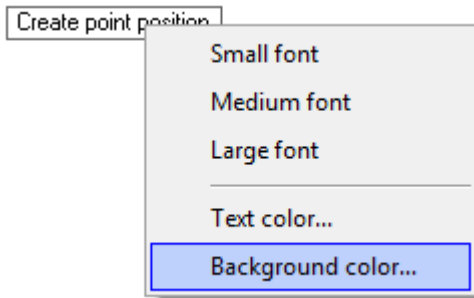 Create point position
Small font
Medium font
Large font
Text color...
Background color...